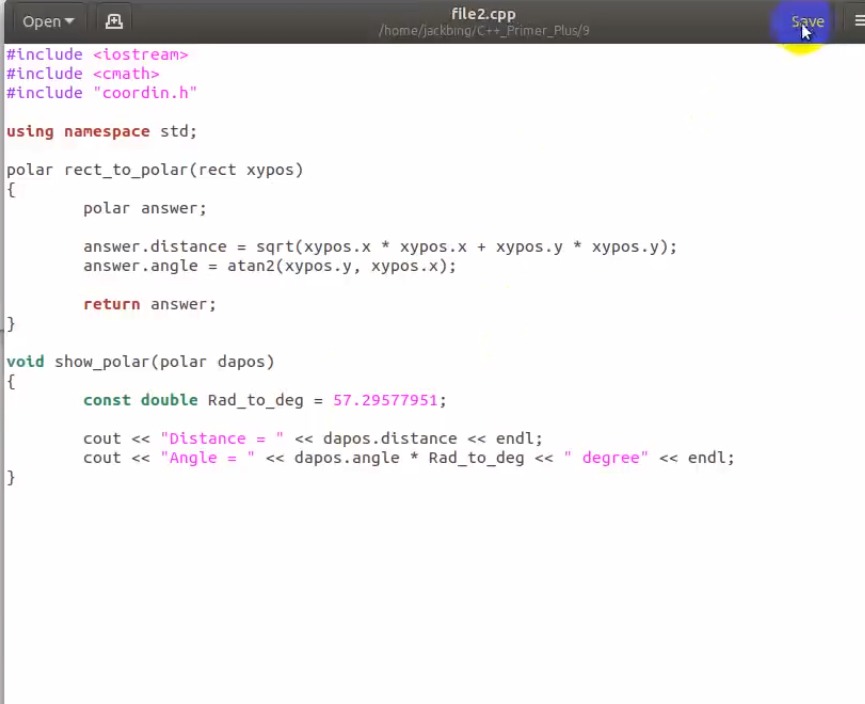 Open
file2.cpp
/home/jackbing/C++_Primer_Plus/9
Save
#include <iostream>
#include <cmath>
#include "coordin.h"
using namespace std;
polar rect_to_polar(rect xypos)
{
        polar answer;
        answer.distance = sqrt(xypos.x * xypos.x + xypos.y * xypos.y);
        answer.angle = atan2(xypos.y, xypos.x);
        return answer;
}
void show_polar(polar dapos)
{
        const double Rad_to_deg = 57.29577951;
        cout << "Distance = " << dapos.distance << endl;
        cout << "Angle = " << dapos.angle * Rad_to_deg << " degree" << endl;
}